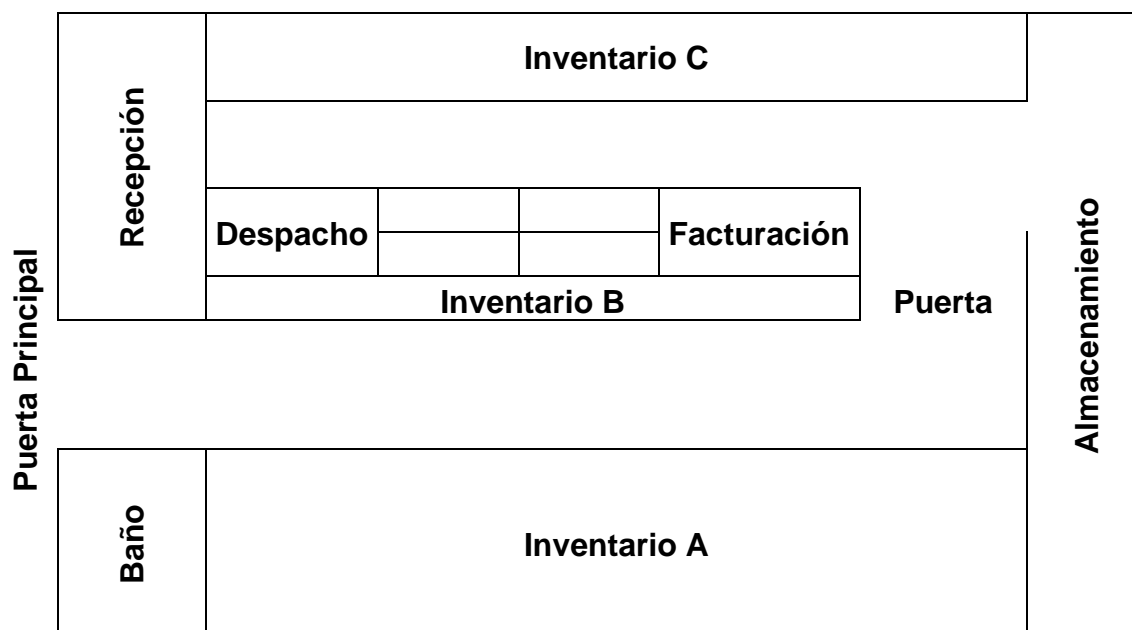 Inventario C
Recepción
Despacho
Facturación
Inventario B
Puerta
Puerta Principal
Almacenamiento
Baño
Inventario A